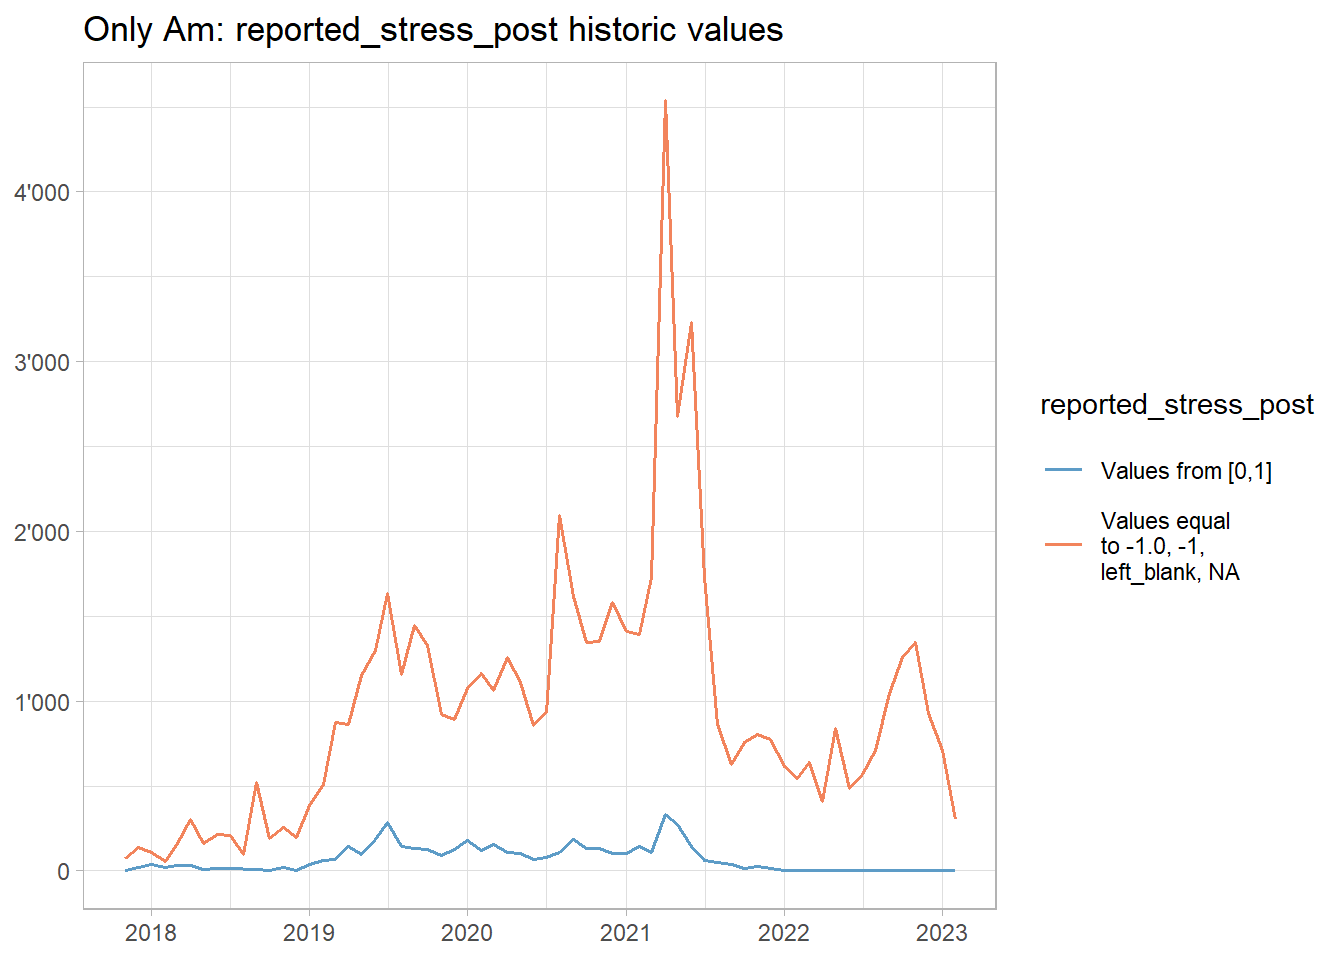 Only Am: reported_stress_post historic values
4'000
3'000
2'000
1'000
0
2018
2019
2020
2021
2022
2023
reported_stress_post
Values from [0,1]
Values equal
to -1.0, -1,
left_blank, NA